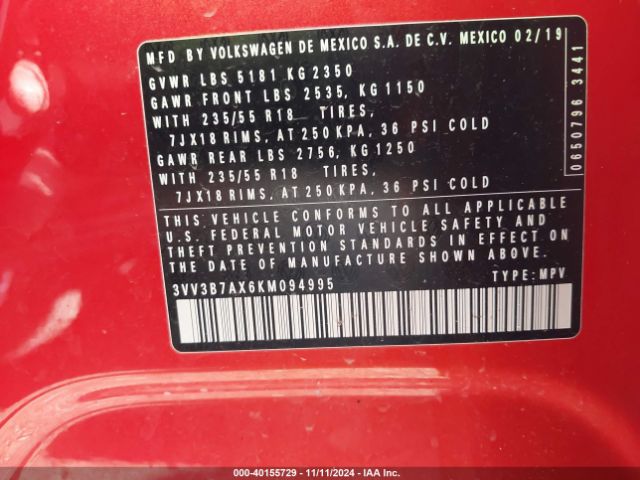 MFD BY VOLKSWAGEN DE MEXICO S.A. DE C.V. MEXICO 02/19
GVWR LBS 5181 KG 2350
GAWR FRONT LBS 2535, KG 1150
WITH 235/55 R18 TIRES,
7JX18 RIMS, AT 250 KPA, 36 PSI COLD
GAWR REAR LBS 2756, KG 1250
WITH 235/55 R18 TIRES,
7JX18 RIMS, AT 250 KPA, 36 PSI COLD
0650796 3441
THIS VEHICLE CONFORMS TO ALL APPLICABLE
U.S. FEDERAL MOTOR VEHICLE SAFETY AND
THEFT PREVENTION STANDARDS IN EFFECT ON
THE DATE OF MANUFACTURE SHOWN ABOVE.
3VV3B7AX6KM094995 TYPE: MPV
000-40155729 - 11/11/2024 - IAA Inc.